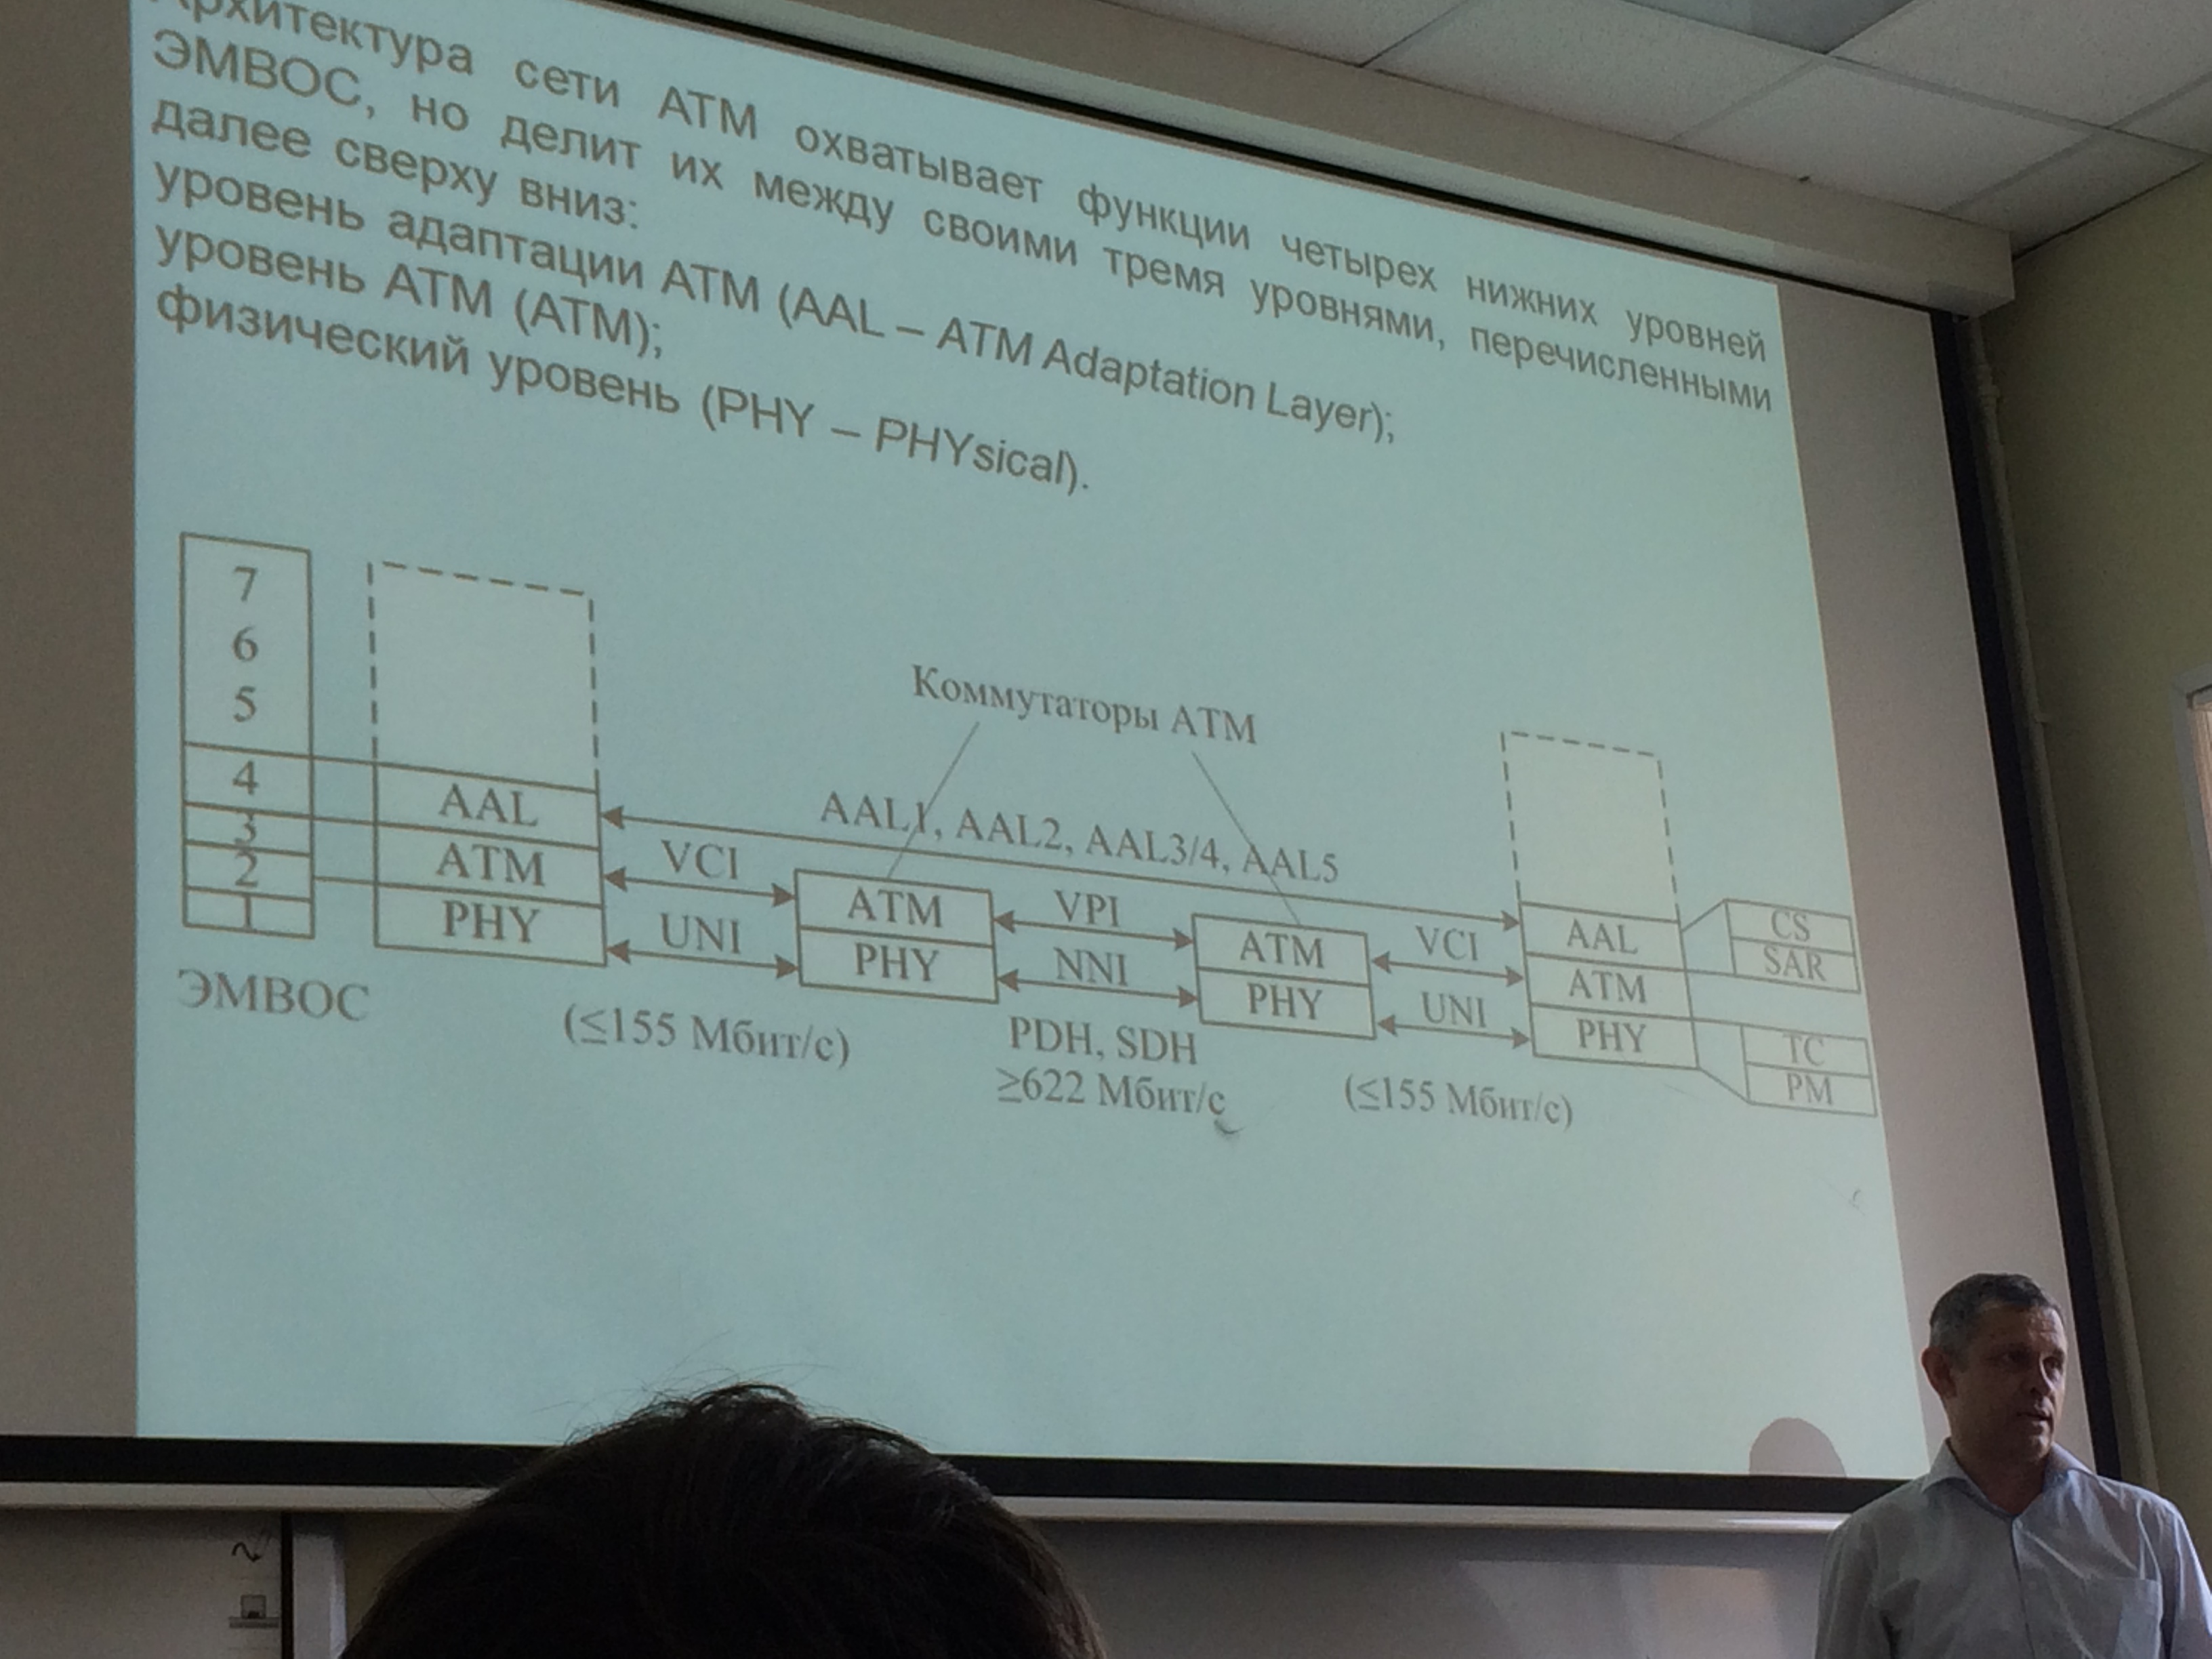 Архитектура сети АТМ охватывает функции четырех нижних уровней
ЭМВОС, но делит их между своими тремя уровнями, перечисленными
далее сверху вниз:
уровень адаптации АТМ (AAL – ATM Adaptation Layer);
уровень АТМ (ATM);
физический уровень (PHY – PHYsical).
7
6
5
4
3
2
1
ЭМВОС
AAL
ATM
PHY
Коммутаторы АТМ
AAL1, AAL2, AAL3/4, AAL5
VCI
UNI
(≤155 Мбит/с)
ATM
PHY
VPI
NNI
PDH, SDH
≥622 Мбит/с
ATM
PHY
VCI
UNI
(≤155 Мбит/с)
AAL
ATM
PHY
CS
SAR
TC
PM